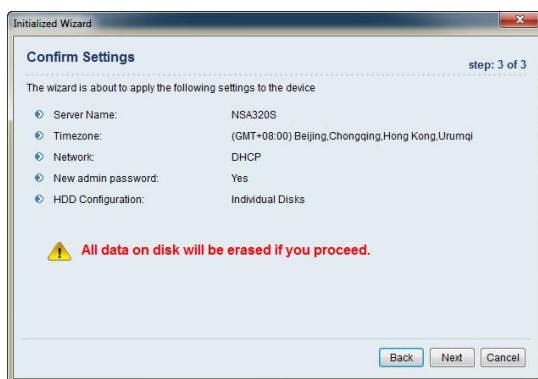 Initialized Wizard
Confirm Settings
step: 3 of 3
The wizard is about to apply the following settings to the device
Server Name: NSA320S
Timezone: (GMT+08:00) Beijing,Chongqing,Hong Kong,Urumqi
Network: DHCP
New admin password: Yes
HDD Configuration: Individual Disks
All data on disk will be erased if you proceed.
Back Next Cancel